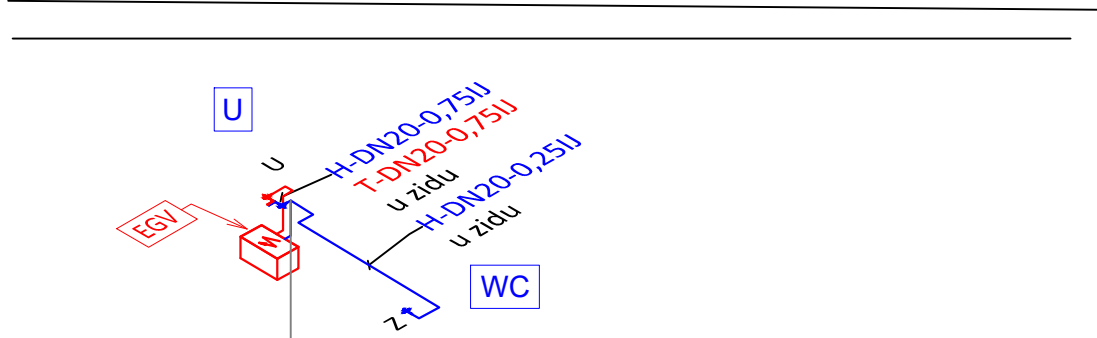 U
H-DN20-0,75IJ
T-DN20-0,75IJ
u zidu
U
H-DN20-0,25IJ
u zidu
EGV
WC
Z